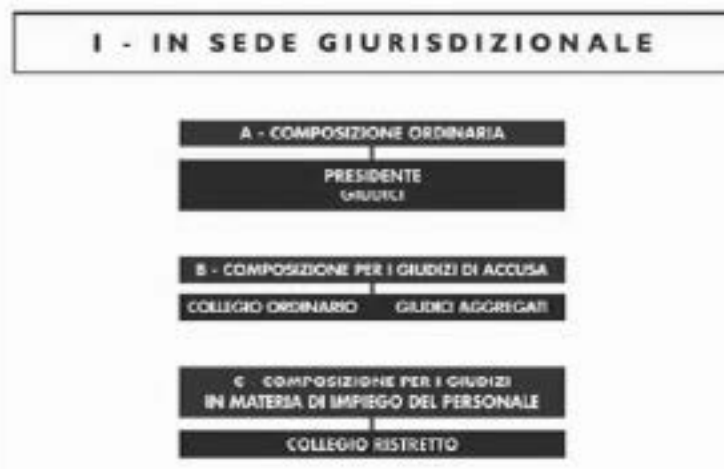 I - IN SEDE GIURISDIZIONALE
A - COMPOSIZIONE ORDINARIA
PRESIDENTE
GIUDICI
B - COMPOSIZIONE PER I GIUDIZI DI ACCUSA
COLLEGIO ORDINARIO GIUDICI AGGREGATI
C - COMPOSIZIONE PER I GIUDIZI
IN MATERIA DI IMPIEGO DEL PERSONALE
COLLEGIO RISTRETTO